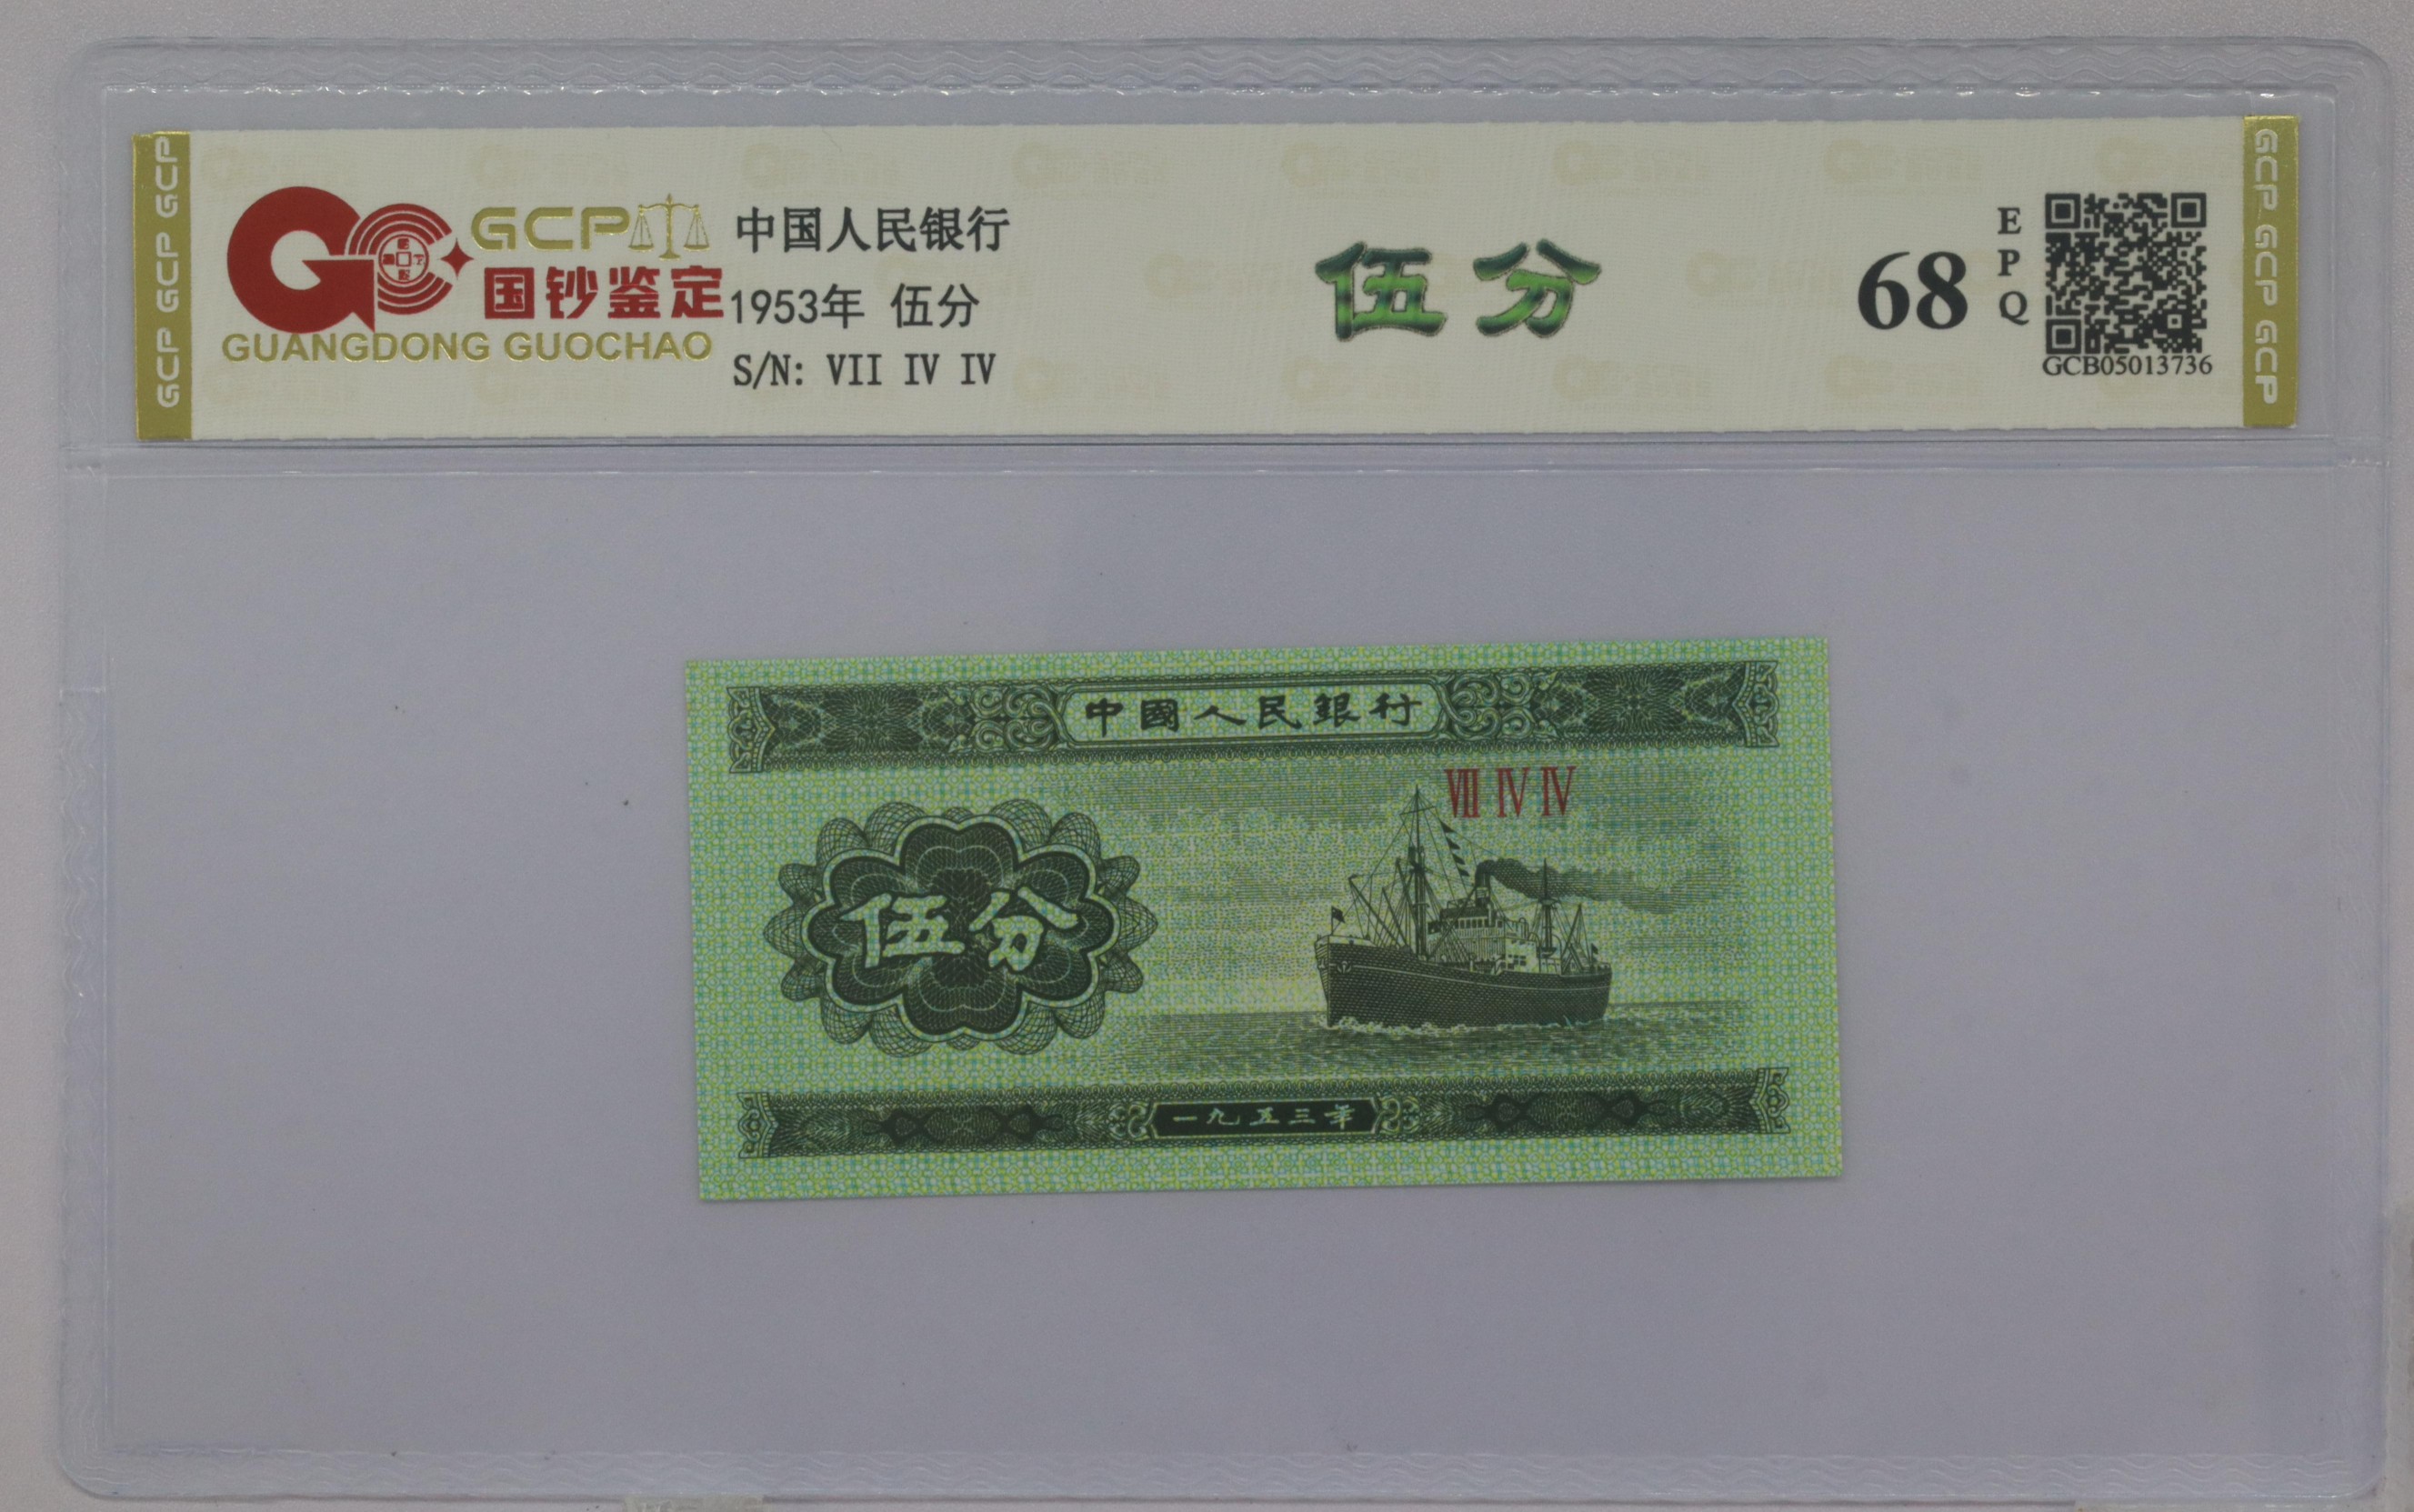 GCP GCP GCP
GCP
国钞鉴定
GUANGDONG GUOCHAO
中国人民银行
1953年 伍分
S/N: VII IV IV
伍分
68
EPQ
GCB05013736
GCP GCP GCP
中國人民銀行
VII IV IV
伍分
一九五三年